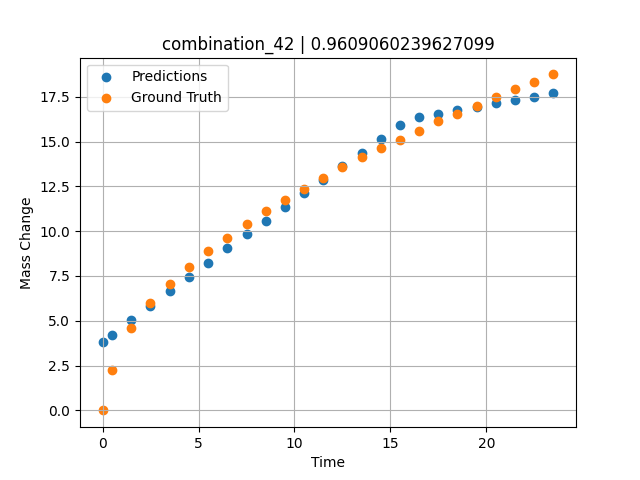 combination_42 | 0.9609060239627099
Predictions
Ground Truth
Mass Change
17.5
15.0
12.5
10.0
7.5
5.0
2.5
0.0
0 5 10 15 20
Time